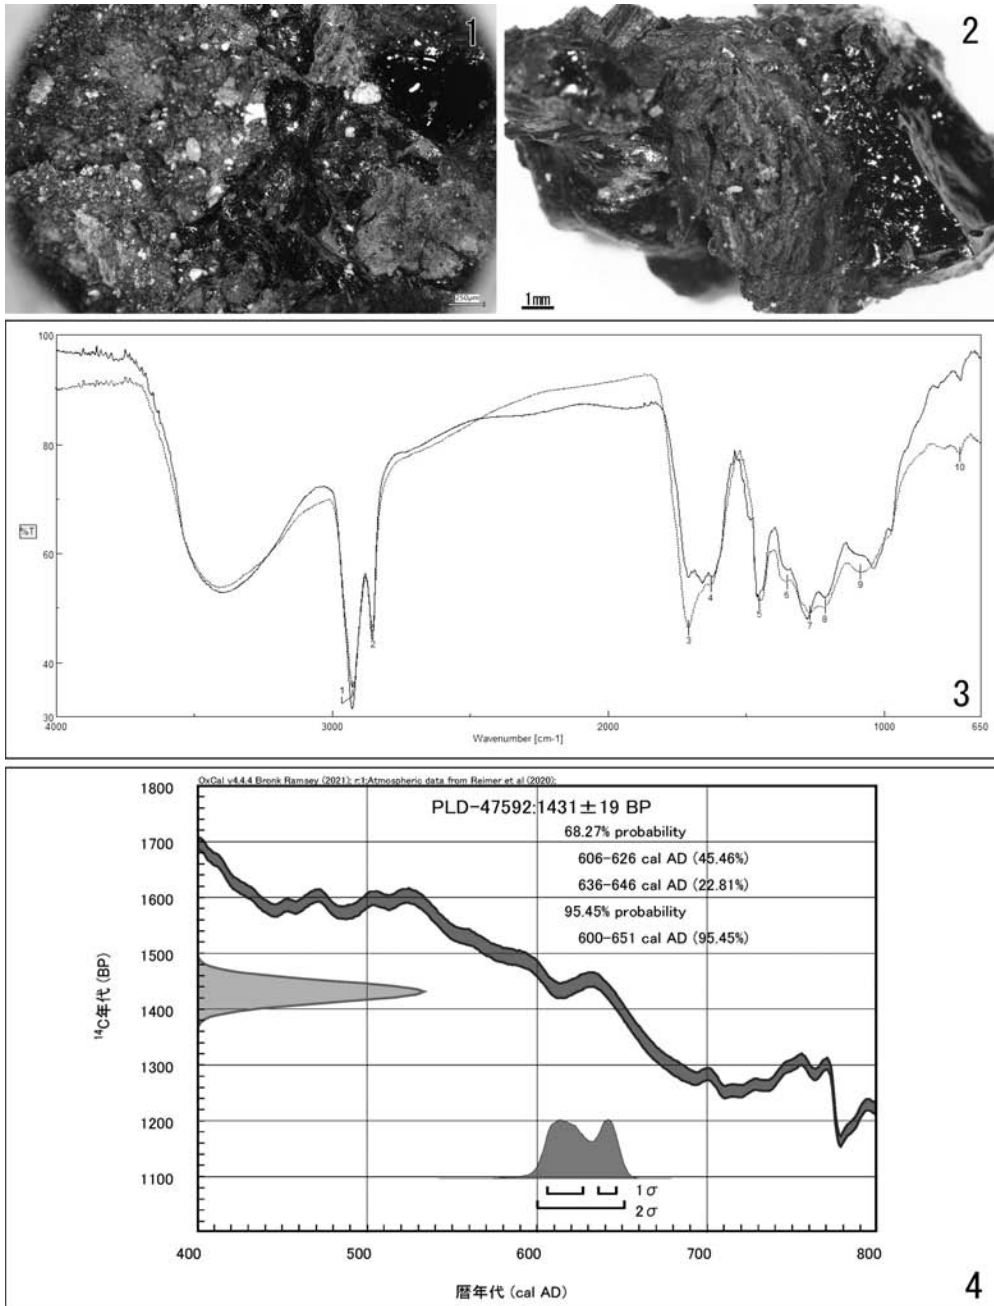 1
250μm
2
1mm
100
80
%T
60
30
4000
3000
2000
1000
650
Wavenumber [cm-1]
1
2
3
4
5
6
7
8
9
10
3
OxCal v4.4.4 Bronk Ramsey (2021); r:1;Atmospheric data from Reimer et al (2020);
PLD-47592:1431±19 BP
68.27% probability
606-626 cal AD (45.46%)
636-646 cal AD (22.81%)
95.45% probability
600-651 cal AD (95.45%)
1800
1700
1600
1500
1400
1300
1200
1100
14C年代 (BP)
1σ
2σ
400
500
600
700
800
暦年代 (cal AD)
4